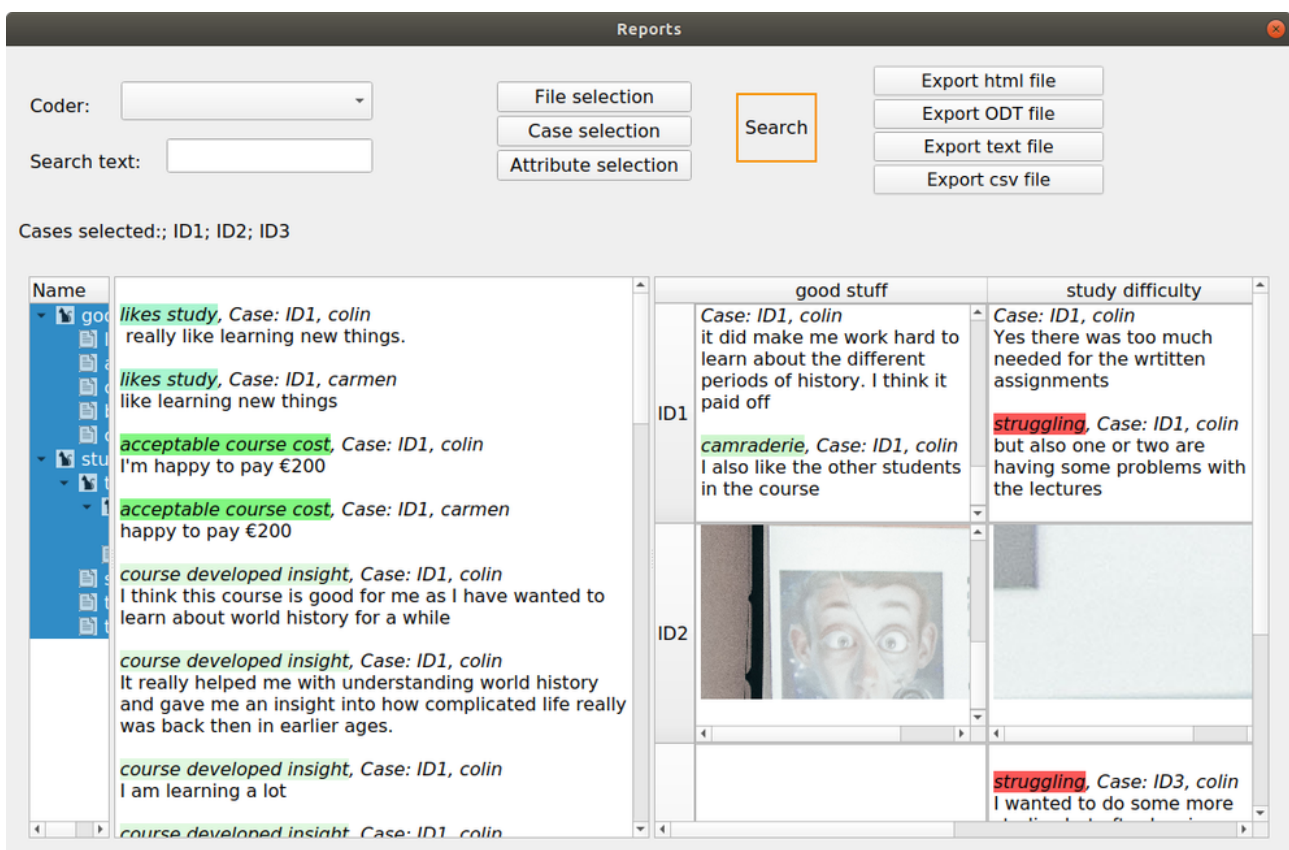 Reports
Coder:
Search text:
File selection
Case selection
Attribute selection
Search
Export html file
Export ODT file
Export text file
Export csv file
Cases selected:; ID1; ID2; ID3
Name
likes study, Case: ID1, colin
really like learning new things.
likes study, Case: ID1, carmen
like learning new things
acceptable course cost, Case: ID1, colin
I'm happy to pay €200
acceptable course cost, Case: ID1, carmen
happy to pay €200
course developed insight, Case: ID1, colin
I think this course is good for me as I have wanted to
learn about world history for a while
course developed insight, Case: ID1, colin
It really helped me with understanding world history
and gave me an insight into how complicated life really
was back then in earlier ages.
course developed insight, Case: ID1, colin
I am learning a lot
course developed insight, Case: ID1, colin
good stuff
study difficulty
ID1
Case: ID1, colin
it did make me work hard to
learn about the different
periods of history. I think it
paid off
camraderie, Case: ID1, colin
I also like the other students
in the course
Case: ID1, colin
Yes there was too much
needed for the wrtitten
assignments
struggling, Case: ID1, colin
but also one or two are
having some problems with
the lectures
ID2
struggling, Case: ID3, colin
I wanted to do some more